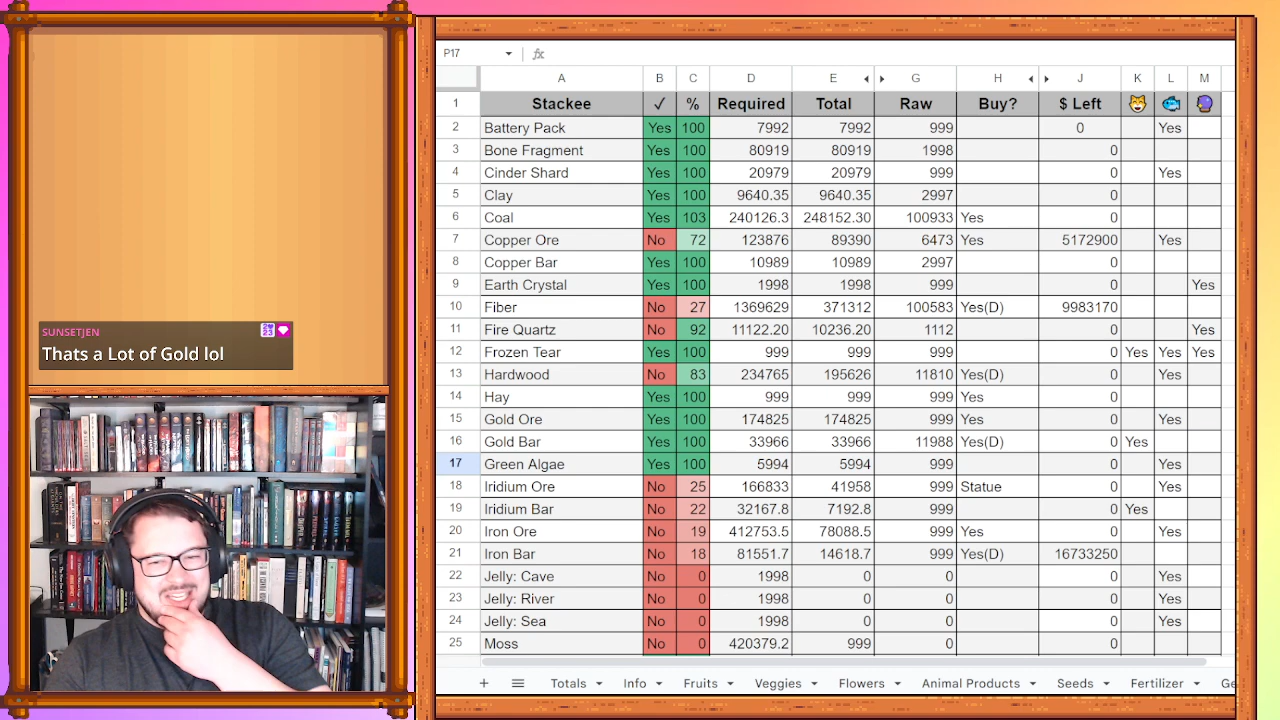 SUNSETJEN
Thats a Lot of Gold lol
P17 fx
A B C D E G H J K L M
1 Stackee ✓ % Required Total Raw Buy? $ Left
2 Battery Pack Yes 100 7992 7992 999 0 Yes
3 Bone Fragment Yes 100 80919 80919 1998 0
4 Cinder Shard Yes 100 20979 20979 999 0 Yes
5 Clay Yes 100 9640.35 9640.35 2997 0
6 Coal Yes 103 240126.3 248152.30 100933 Yes 0
7 Copper Ore No 72 123876 89390 6473 Yes 5172900 Yes
8 Copper Bar Yes 100 10989 10989 2997 0
9 Earth Crystal Yes 100 1998 1998 999 0 Yes
10 Fiber No 27 1369629 371312 100583 Yes(D) 9983170
11 Fire Quartz No 92 11122.20 10236.20 1112 0 Yes
12 Frozen Tear Yes 100 999 999 999 0 Yes Yes Yes
13 Hardwood No 83 234765 195626 11810 Yes(D) 0 Yes
14 Hay Yes 100 999 999 999 Yes 0
15 Gold Ore Yes 100 174825 174825 999 Yes 0 Yes
16 Gold Bar Yes 100 33966 33966 11988 Yes(D) 0 Yes
17 Green Algae Yes 100 5994 5994 999 0 Yes
18 Iridium Ore No 25 166833 41958 999 Statue 0 Yes
19 Iridium Bar No 22 32167.8 7192.8 999 0 Yes
20 Iron Ore No 19 412753.5 78088.5 999 Yes 0 Yes
21 Iron Bar No 18 81551.7 14618.7 999 Yes(D) 16733250
22 Jelly: Cave No 0 1998 0 0 0 Yes
23 Jelly: River No 0 1998 0 0 0 Yes
24 Jelly: Sea No 0 1998 0 0 0 Yes
25 Moss No 0 420379.2 999 0 0
+ Totals Info Fruits Veggies Flowers Animal Products Seeds Fertilizer Ge